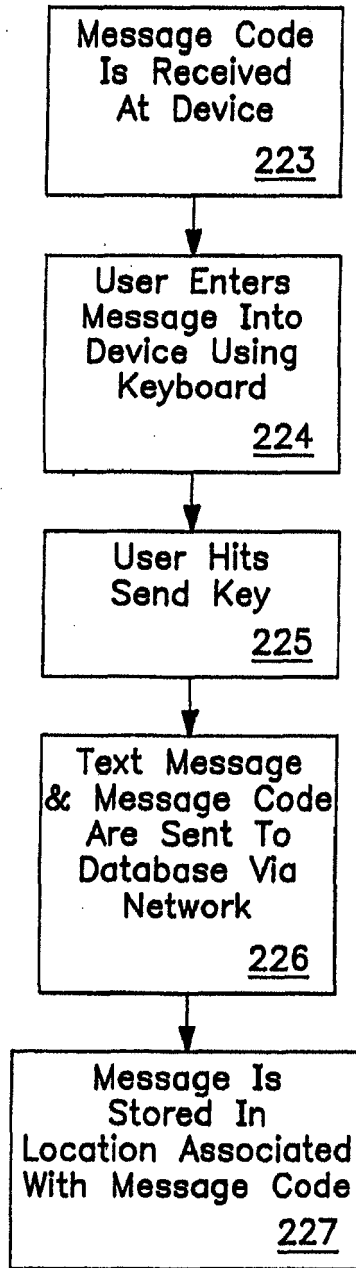 Message Code
Is Received
At Device
223
User Enters
Message Into
Device Using
Keyboard
224
User Hits
Send Key
225
Text Message
& Message Code
Are Sent To
Database Via
Network
226
Message Is
Stored In
Location Associated
With Message Code
227